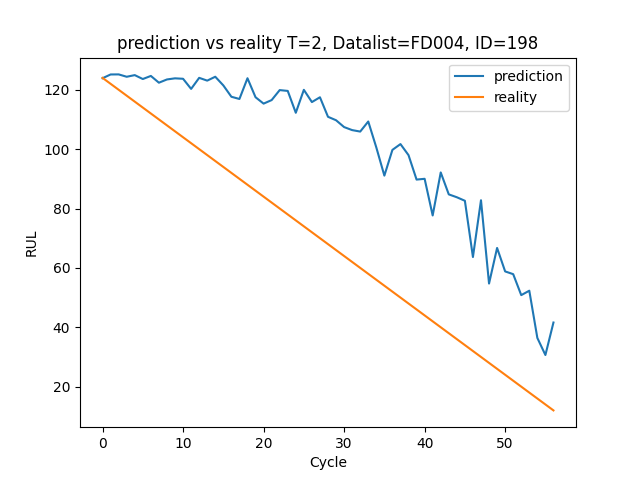 prediction vs reality T=2, Datalist=FD004, ID=198
prediction
reality
RUL
120
100
80
60
40
20
0 10 20 30 40 50
Cycle